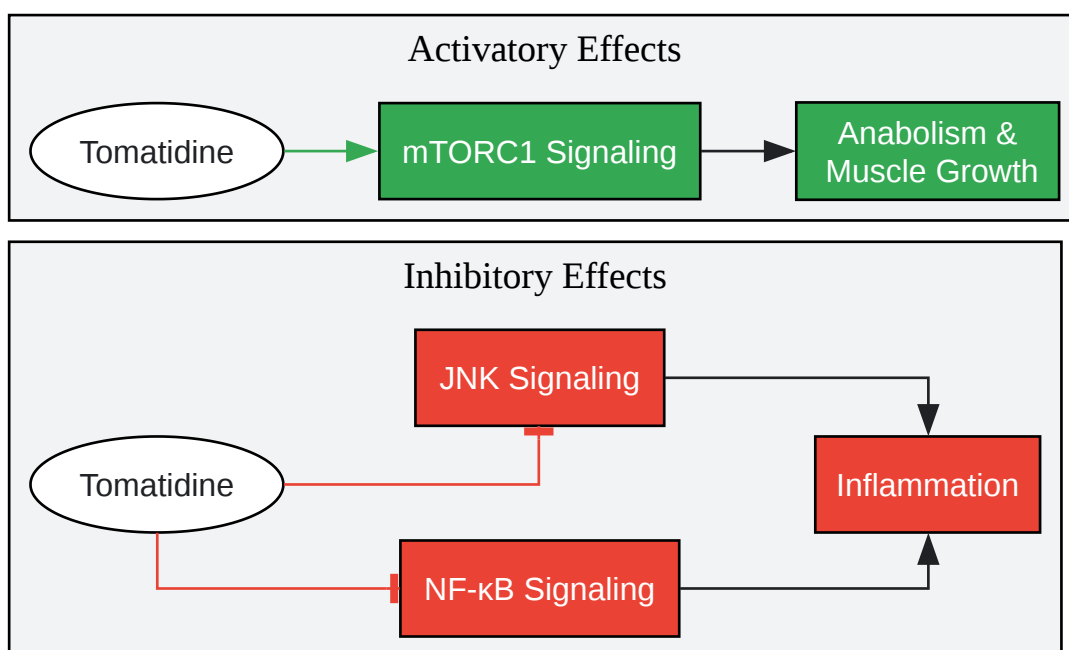 Activatory Effects
Tomatidine
mTORC1 Signaling
Anabolism &
Muscle Growth
Inhibitory Effects
JNK Signaling
Tomatidine
Inflammation
NF-κB Signaling